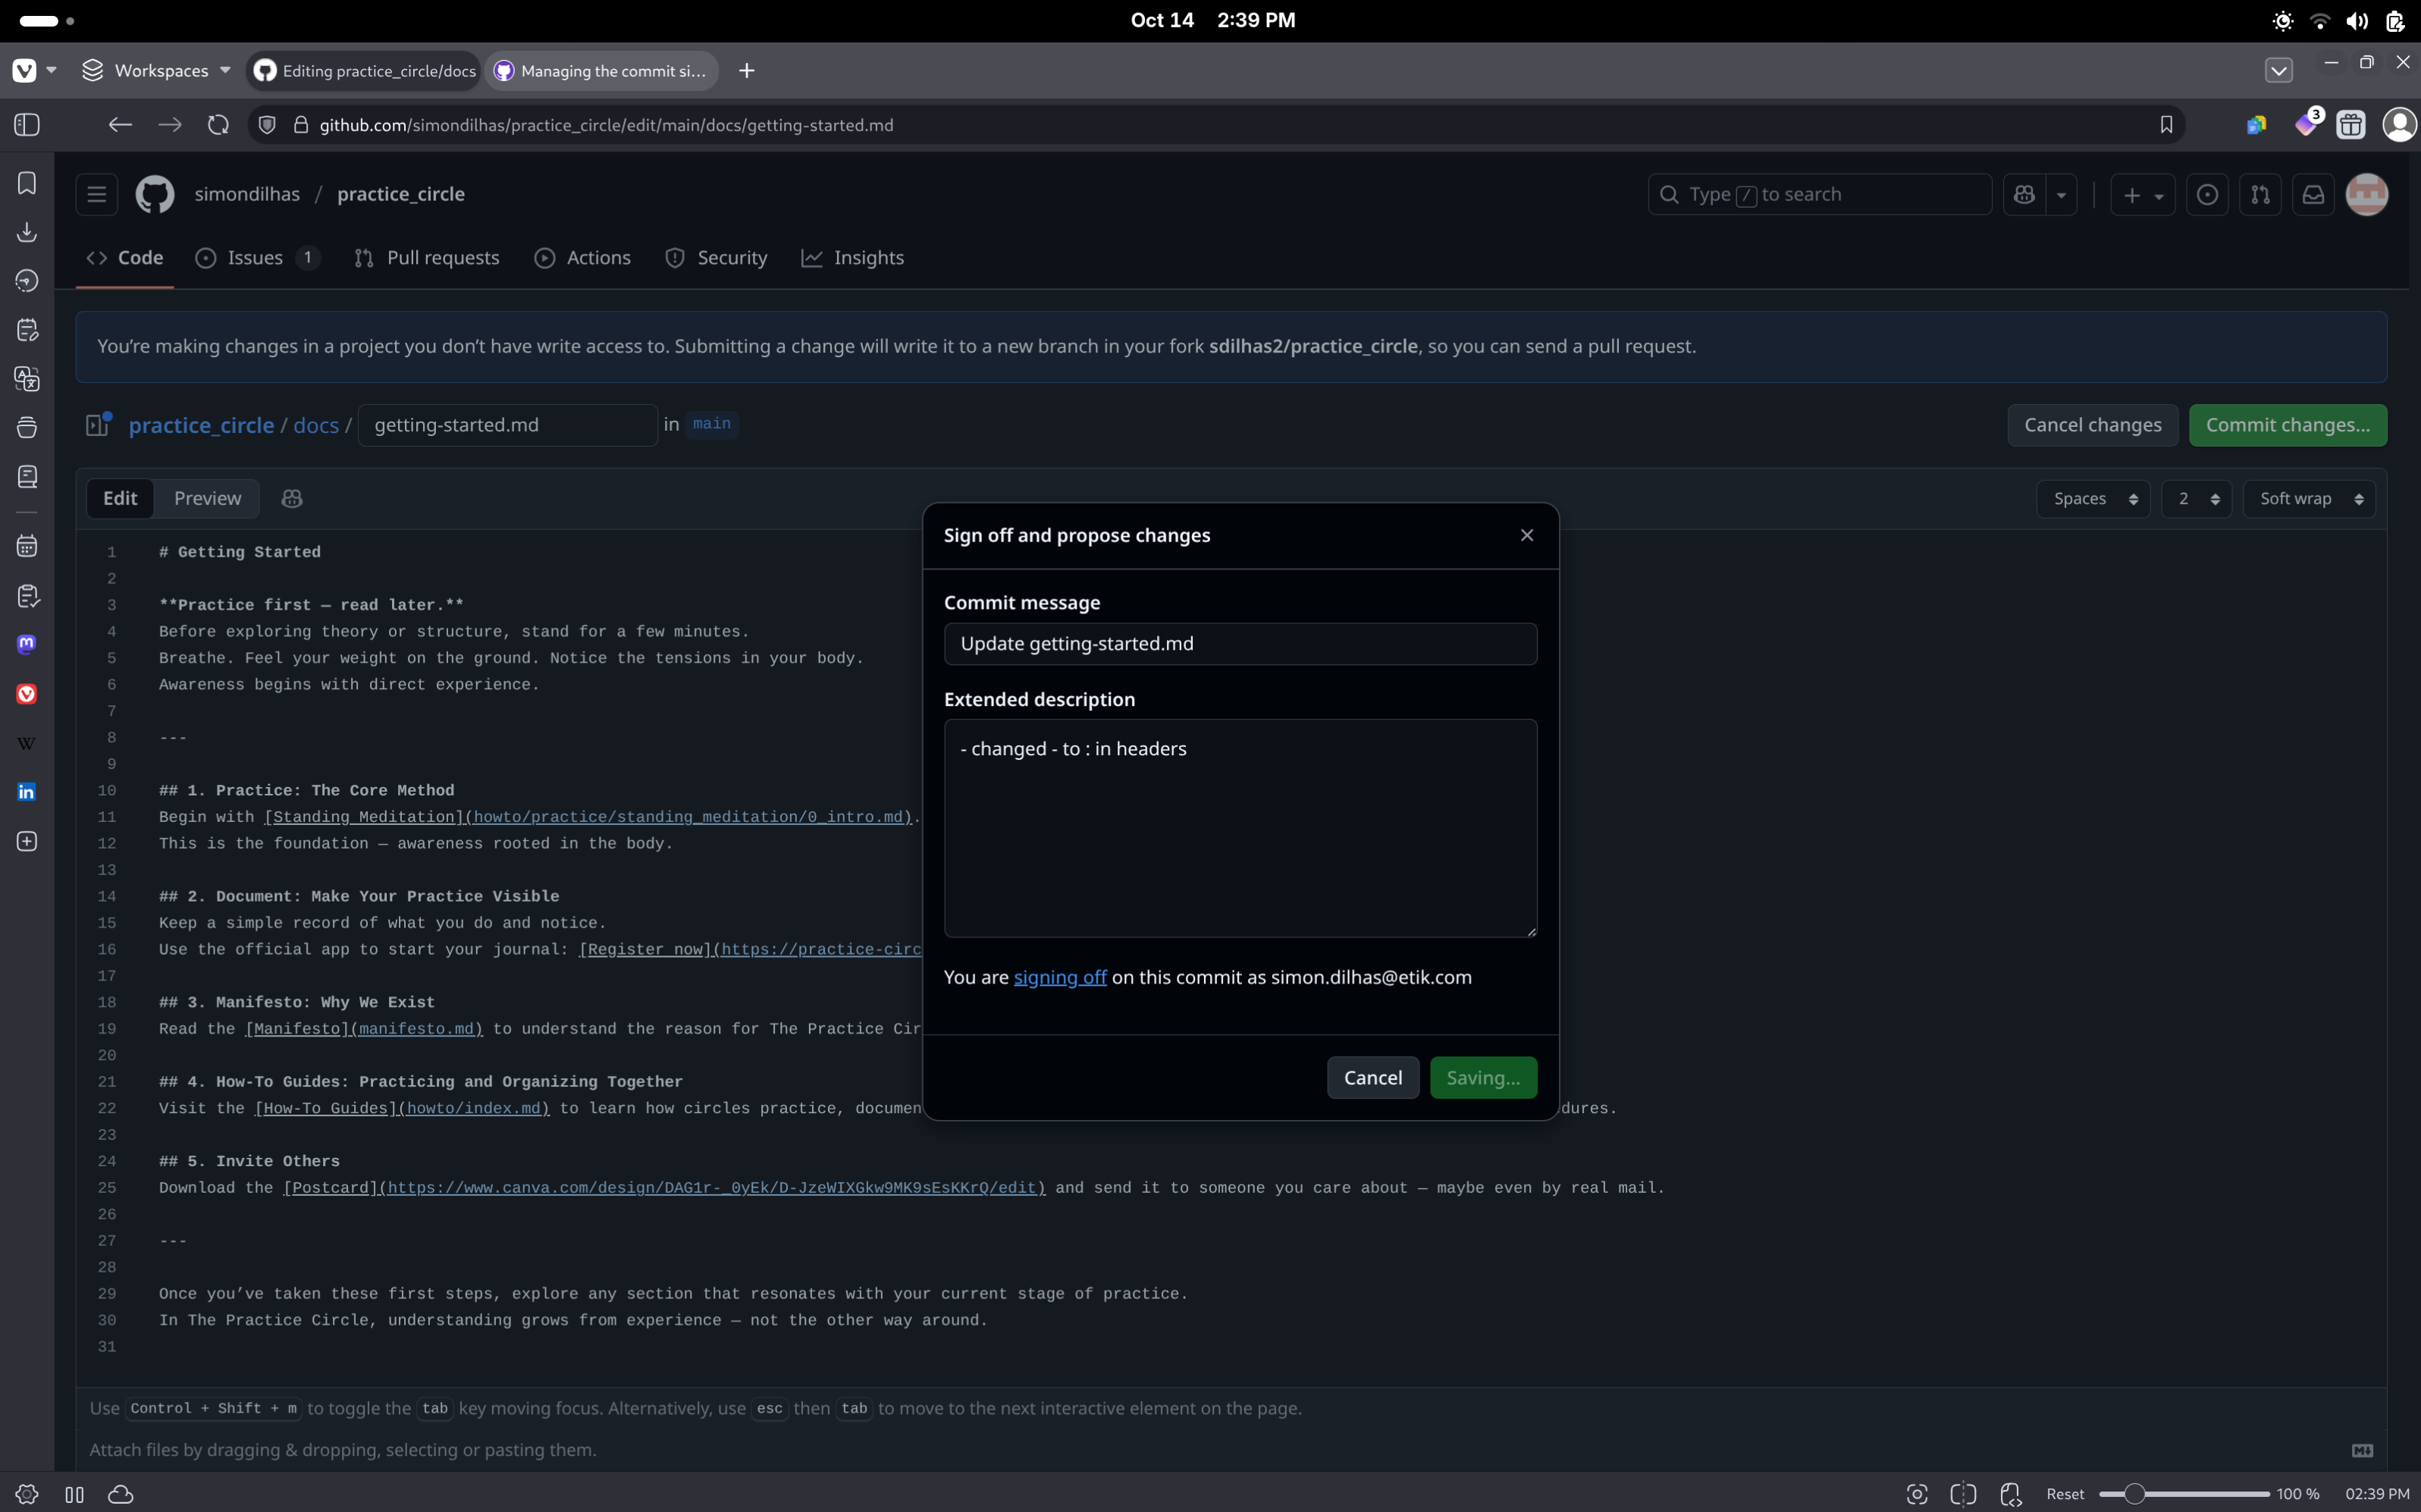 Oct 14 2:39 PM
Workspaces
Editing practice_circle/docs
Managing the commit si...
github.com/simondilhas/practice_circle/edit/main/docs/getting-started.md
3
simondilhas / practice_circle
Type / to search
Code
Issues 1
Pull requests
Actions
Security
Insights
You're making changes in a project you don't have write access to. Submitting a change will write it to a new branch in your fork sdilhas2/practice_circle, so you can send a pull request.
practice_circle / docs / getting-started.md in main
Cancel changes
Commit changes...
Edit
Preview
Spaces
2
Soft wrap
1 # Getting Started
2
3 **Practice first — read later.**
4 Before exploring theory or structure, stand for a few minutes.
5 Breathe. Feel your weight on the ground. Notice the tensions in your body.
6 Awareness begins with direct experience.
7
8 ---
9
10 ## 1. Practice: The Core Method
11 Begin with [Standing Meditation](howto/practice/standing_meditation/0_intro.md).
12 This is the foundation — awareness rooted in the body.
13
14 ## 2. Document: Make Your Practice Visible
15 Keep a simple record of what you do and notice.
16 Use the official app to start your journal: [Register now](https://practice-circ
17
18 ## 3. Manifesto: Why We Exist
19 Read the [Manifesto](manifesto.md) to understand the reason for The Practice Cir
20
21 ## 4. How-To Guides: Practicing and Organizing Together
22 Visit the [How-To Guides](howto/index.md) to learn how circles practice, documen dures.
23
24 ## 5. Invite Others
25 Download the [Postcard](https://www.canva.com/design/DAG1r-_0yEk/D-JzeWIXGkw9MK9sEsKKrQ/edit) and send it to someone you care about — maybe even by real mail.
26
27 ---
28
29 Once you've taken these first steps, explore any section that resonates with your current stage of practice.
30 In The Practice Circle, understanding grows from experience — not the other way around.
31
Sign off and propose changes
Commit message
Update getting-started.md
Extended description
- changed - to : in headers
You are signing off on this commit as simon.dilhas@etik.com
Cancel
Saving...
Use Control + Shift + m to toggle the tab key moving focus. Alternatively, use esc then tab to move to the next interactive element on the page.
Attach files by dragging & dropping, selecting or pasting them.
Reset
100 %
02:39 PM